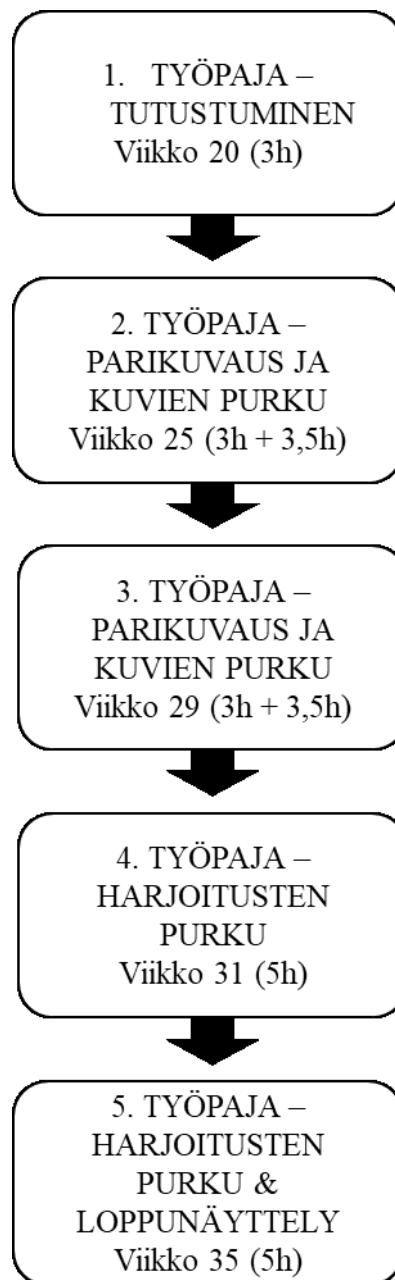 1. TYÖPAJA –
TUTUSTUMINEN
Viikko 20 (3h)
2. TYÖPAJA –
PARIKUVAUS JA
KUVIEN PURKU
Viikko 25 (3h + 3,5h)
3. TYÖPAJA –
PARIKUVAUS JA
KUVIEN PURKU
Viikko 29 (3h + 3,5h)
4. TYÖPAJA –
HARJOITUSTEN
PURKU
Viikko 31 (5h)
5. TYÖPAJA –
HARJOITUSTEN
PURKU &
LOPPUNÄYTTELY
Viikko 35 (5h)